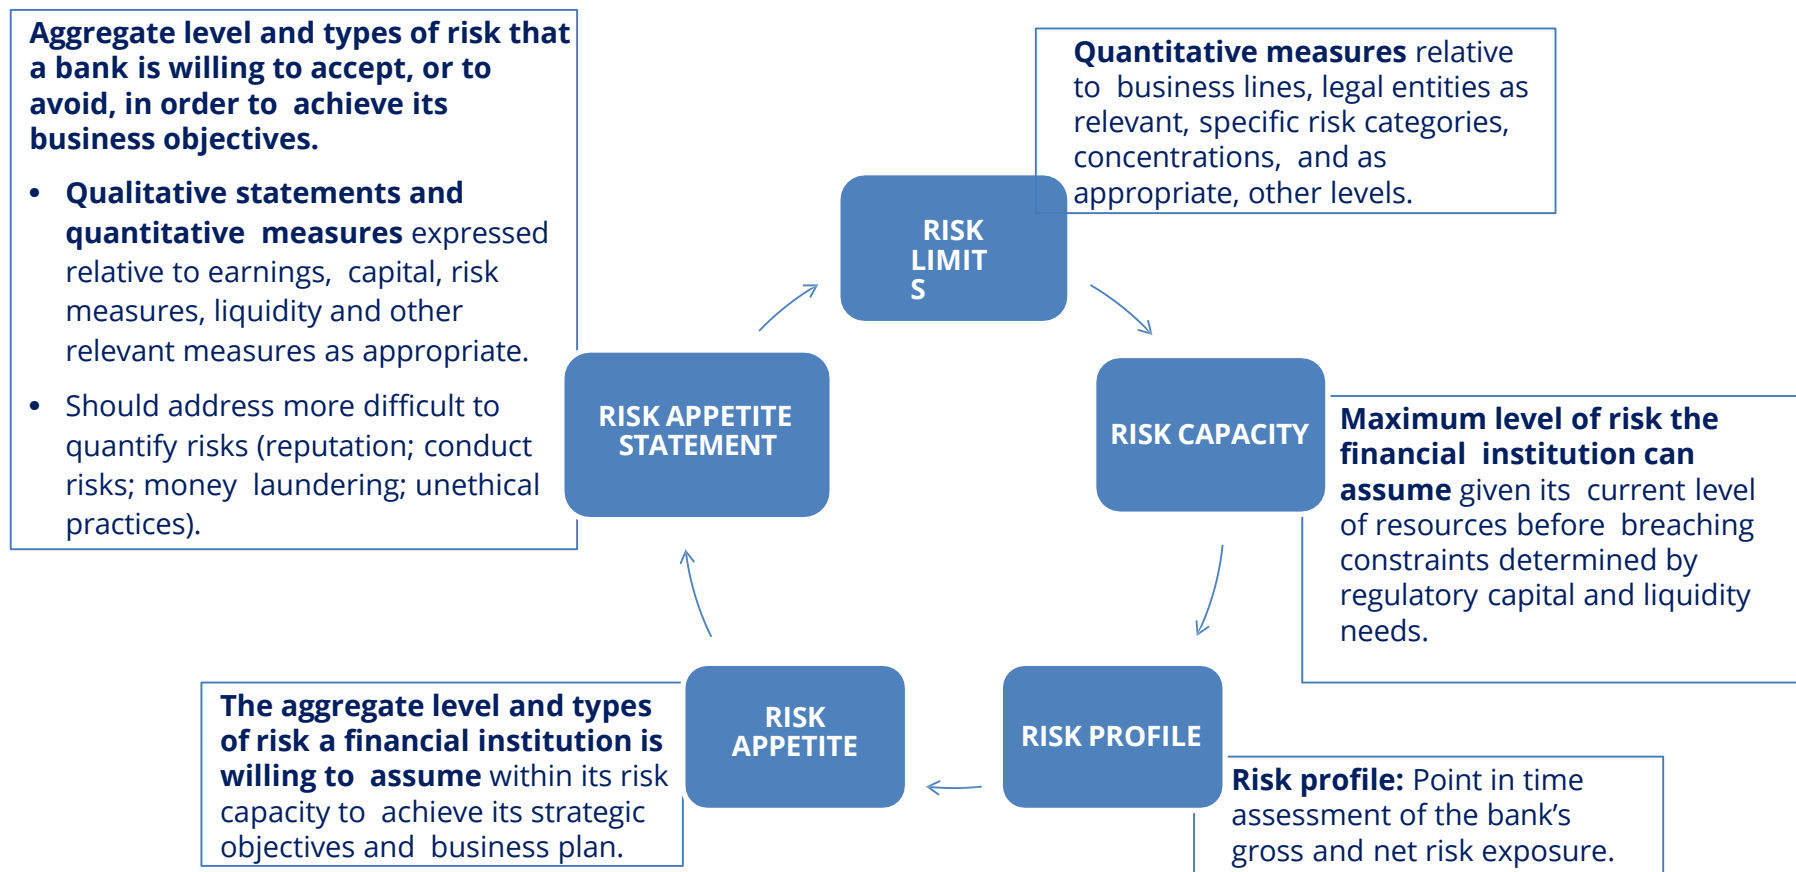 Aggregate level and types of risk that
a bank is willing to accept, or to
avoid, in order to achieve its
business objectives.
• Qualitative statements and
quantitative measures expressed
relative to earnings, capital, risk
measures, liquidity and other
relevant measures as appropriate.
• Should address more difficult to
quantify risks (reputation; conduct
risks; money laundering; unethical
practices).
Quantitative measures relative
to business lines, legal entities as
relevant, specific risk categories,
concentrations, and as
appropriate, other levels.
RISK
LIMIT
S
RISK APPETITE
STATEMENT
RISK CAPACITY
Maximum level of risk the
financial institution can
assume given its current level
of resources before breaching
constraints determined by
regulatory capital and liquidity
needs.
The aggregate level and types
of risk a financial institution is
willing to assume within its risk
capacity to achieve its strategic
objectives and business plan.
RISK
APPETITE
RISK PROFILE
Risk profile: Point in time
assessment of the bank’s
gross and net risk exposure.